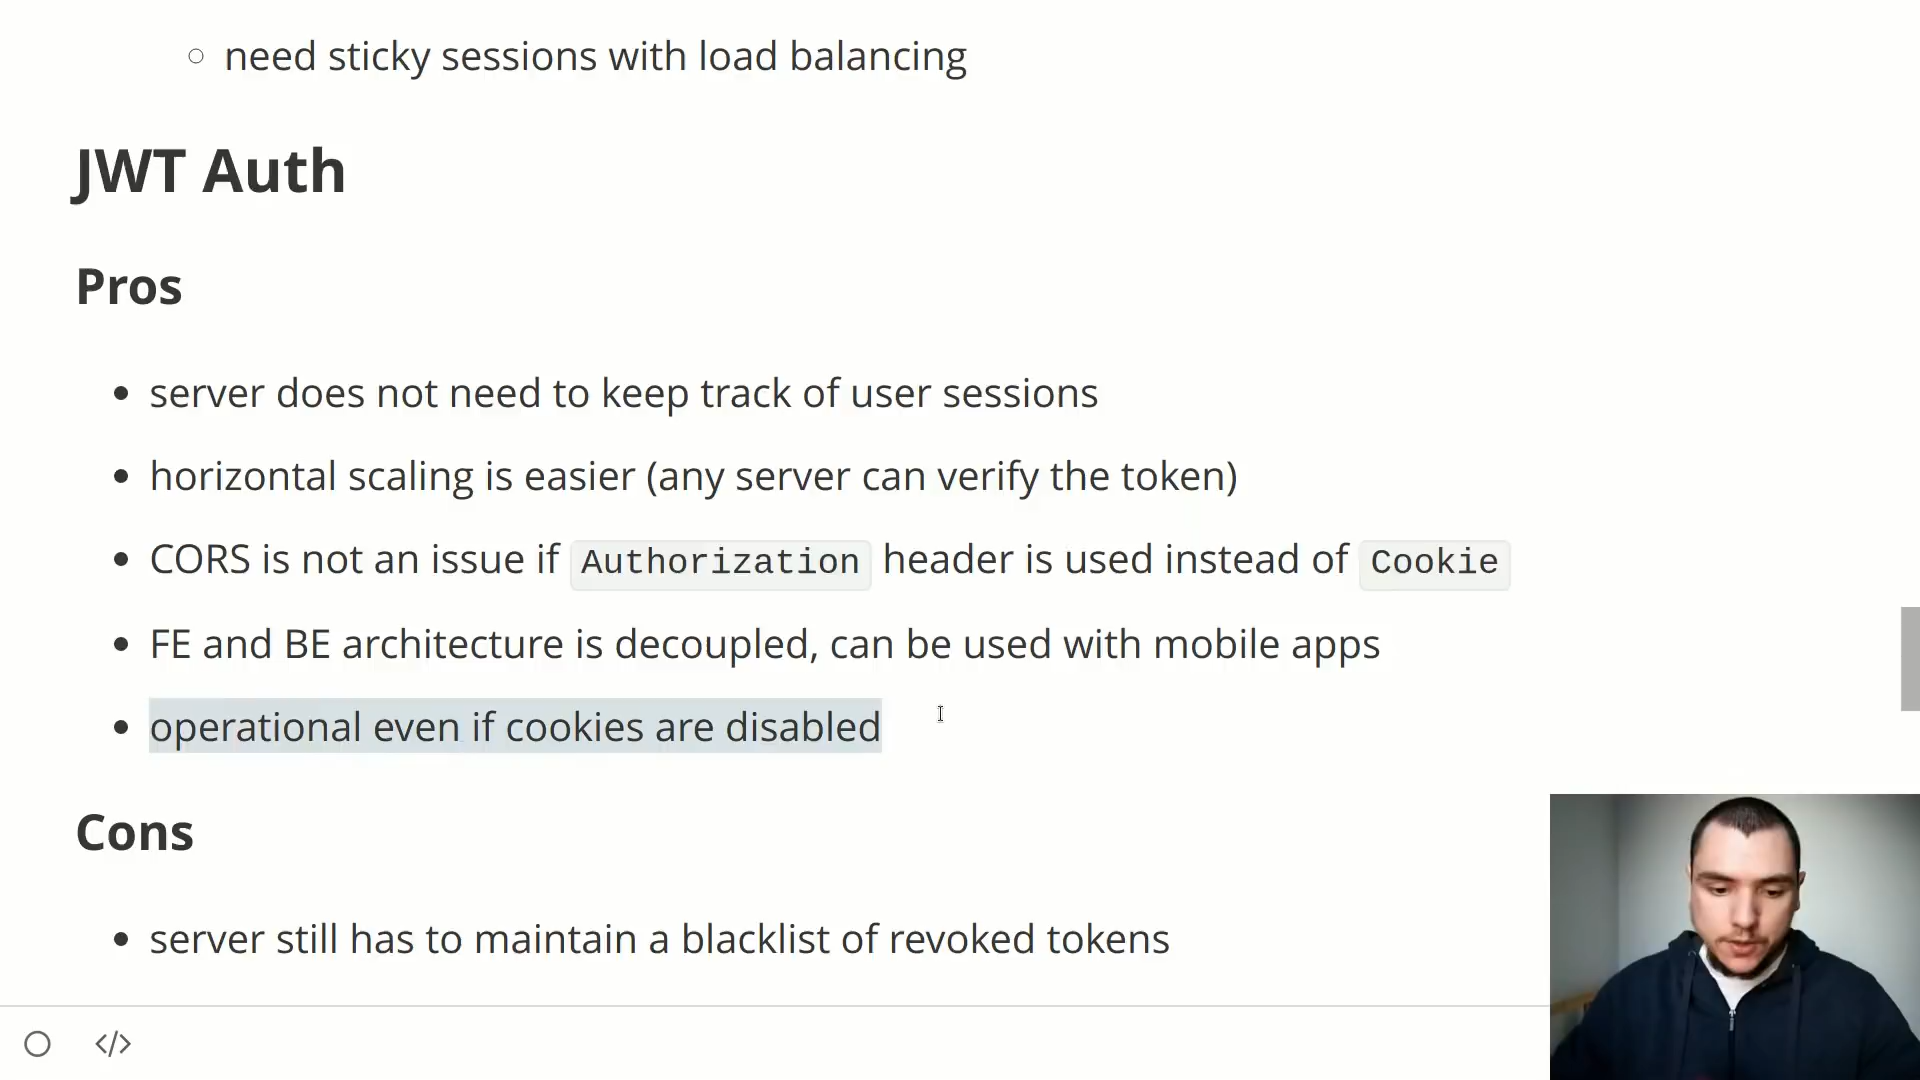 need sticky sessions with load balancing
JWT Auth
Pros
server does not need to keep track of user sessions
horizontal scaling is easier (any server can verify the token)
CORS is not an issue if Authorization header is used instead of Cookie
FE and BE architecture is decoupled, can be used with mobile apps
operational even if cookies are disabled
Cons
server still has to maintain a blacklist of revoked tokens